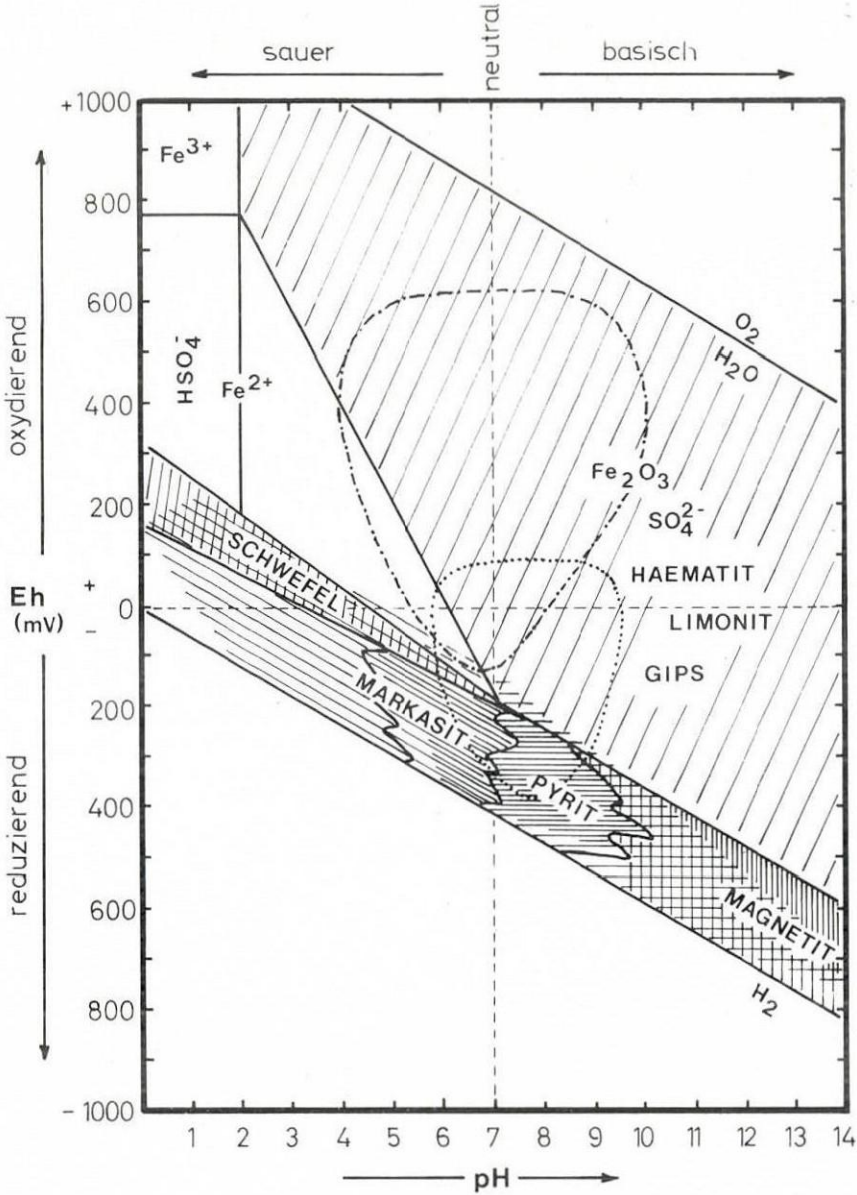 sauer
neutral
basisch
+1000
800
600
400
200
+
0
−
200
400
600
800
- 1000
oxydierend
Eh
(mV)
reduzierend
Fe3+
HSO4-
Fe2+
O2
H2O
Fe2O3
SO4 2-
HAEMATIT
LIMONIT
GIPS
SCHWEFEL
MARKASIT
PYRIT
MAGNETIT
H2
1 2 3 4 5 6 7 8 9 10 11 12 13 14
pH